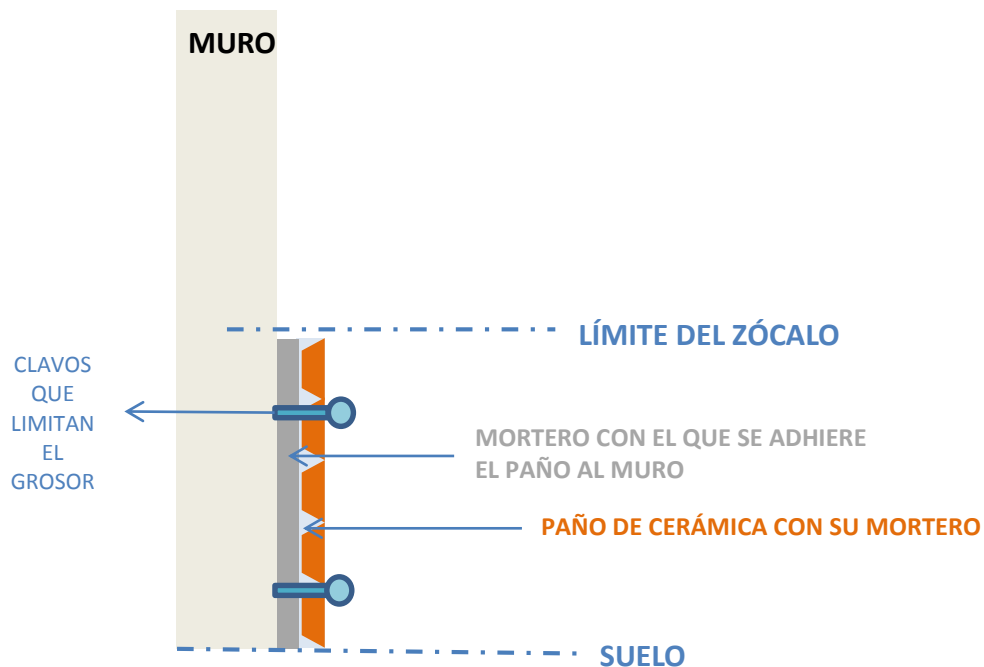 MURO
LÍMITE DEL ZÓCALO
CLAVOS
QUE
LIMITAN
EL
GROSOR
MORTERO CON EL QUE SE ADHIERE
EL PAÑO AL MURO
PAÑO DE CERÁMICA CON SU MORTERO
SUELO